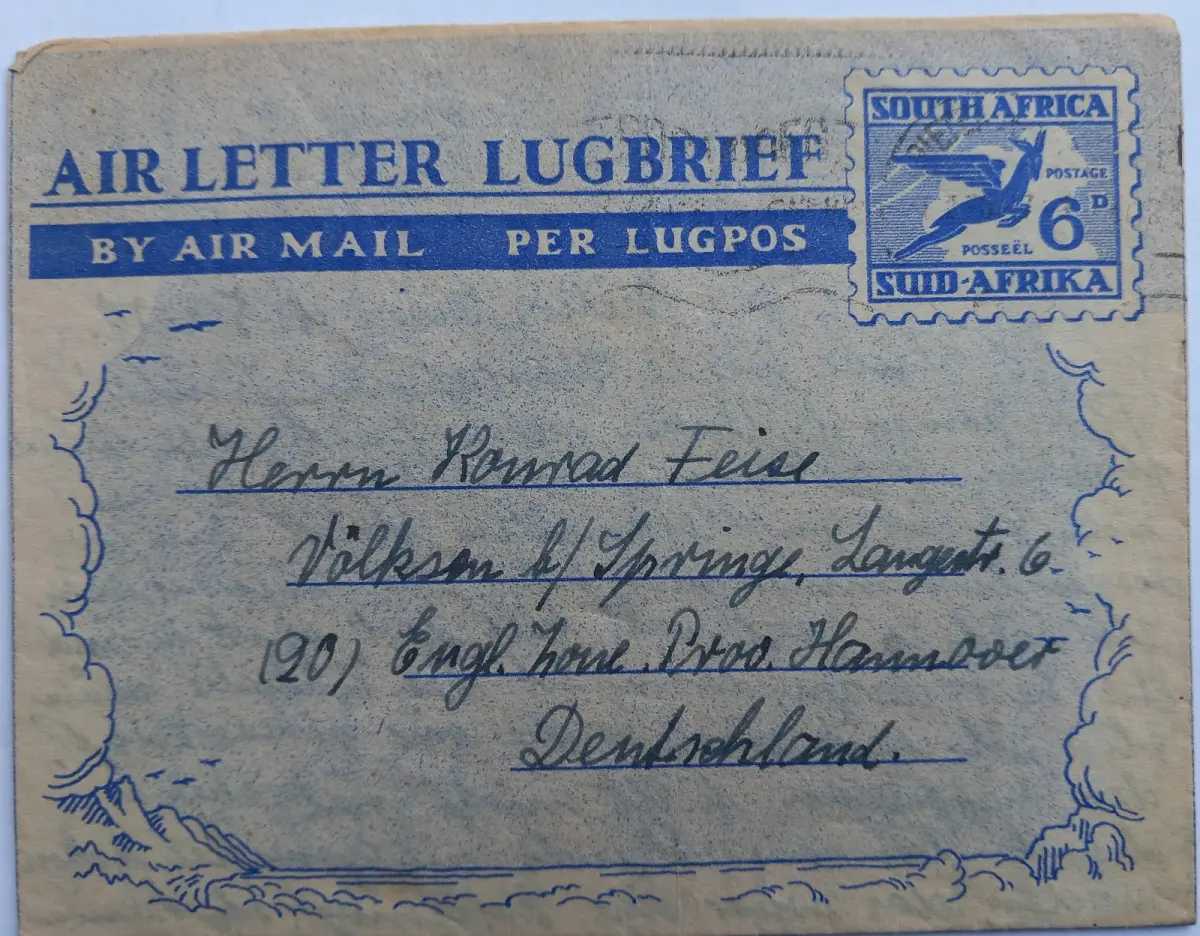 SOUTH AFRICA
AIR LETTER LUGBRIEF
POSTAGE
6D
BY AIR MAIL PER LUGPOS
POSSEËL
SUID-AFRIKA
Herrn Konrad Feise
Völksen b/Springe, Langestr. 6.
(20) Engl. Zone. Prov. Hannover
Deutschland.